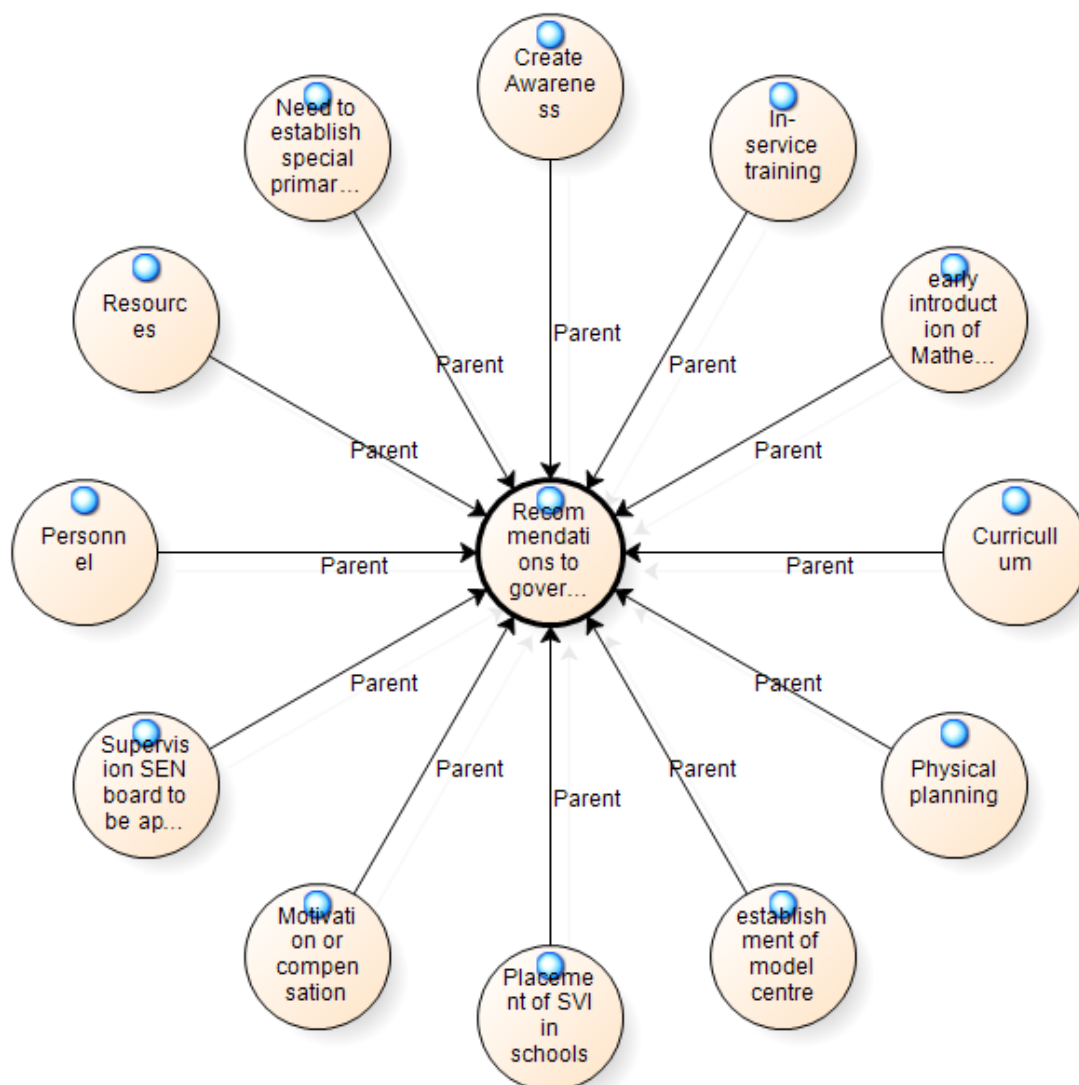 Create
Awarene
ss
Need to
establish
special
primar...
In-
service
training
Resourc
es
early
introduct
ion of
Mathe...
Parent
Parent
Parent
Parent
Parent
Personn
el
Parent
Recom
mendati
ons to
gover...
Parent
Curricul
um
Parent
Parent
Supervis
ion SEN
board to
be ap...
Parent
Parent
Parent
Physical
planning
Motivati
on or
compen
sation
Placeme
nt of SVI
in
schools
establish
ment of
model
centre